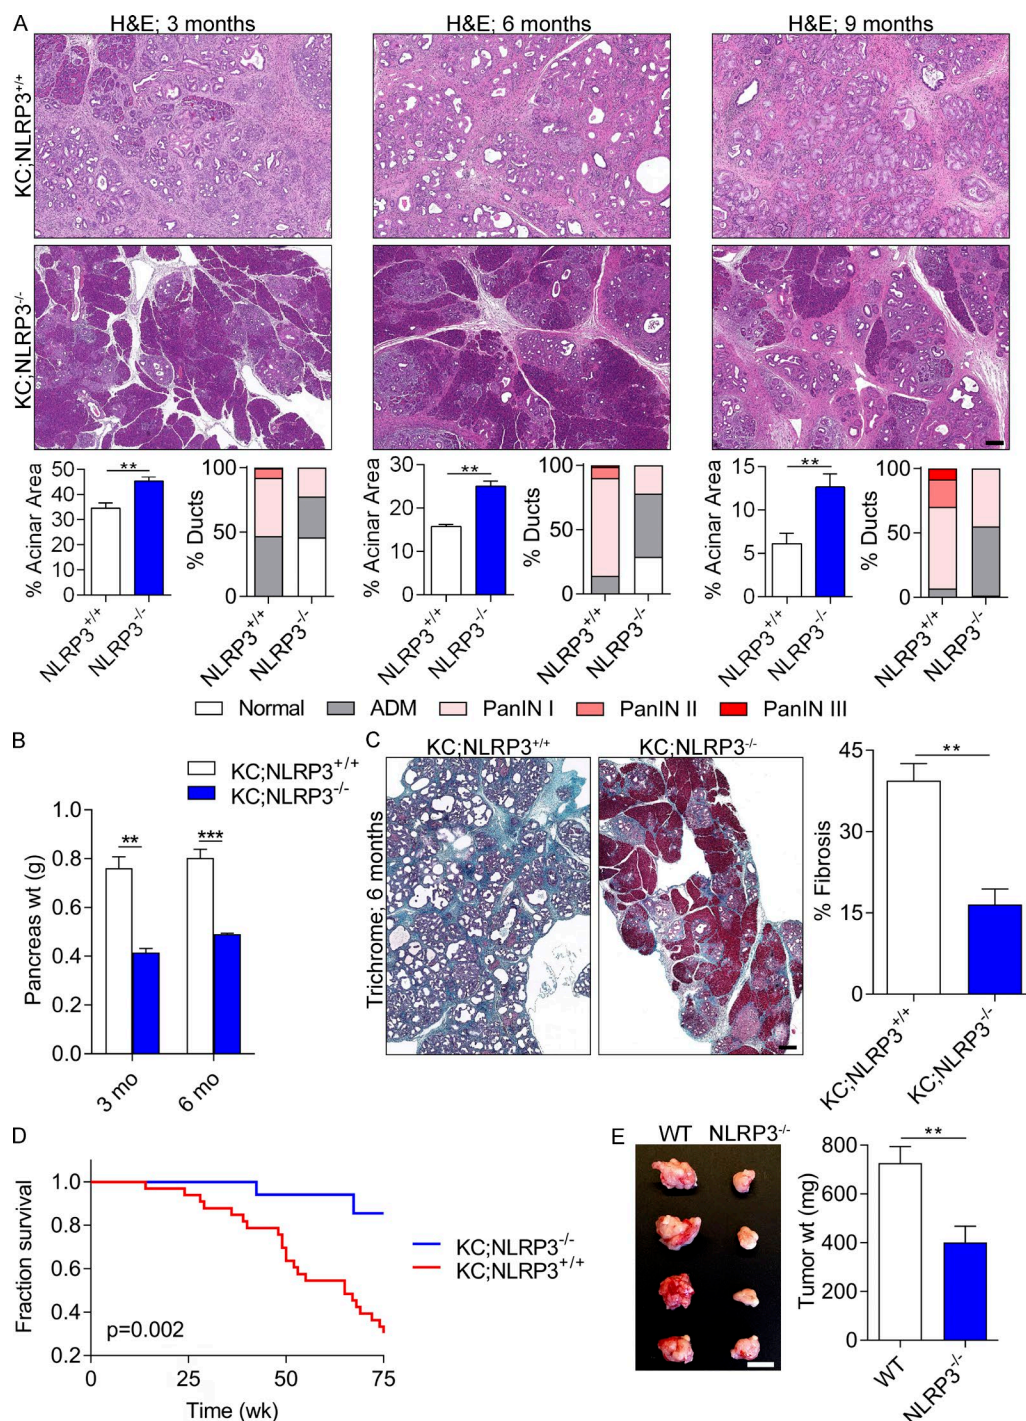 A
H&E; 3 months
H&E; 6 months
H&E; 9 months
KC;NLRP3+/+
KC;NLRP3-/-
% Acinar Area
50
40
30
20
10
0
**
NLRP3+/+
NLRP3-/-
% Ducts
100
50
0
NLRP3+/+
NLRP3-/-
% Acinar Area
30
20
10
0
**
NLRP3+/+
NLRP3-/-
% Ducts
100
50
0
NLRP3+/+
NLRP3-/-
% Acinar Area
15
10
5
0
**
NLRP3+/+
NLRP3-/-
% Ducts
100
50
0
NLRP3+/+
NLRP3-/-
Normal ADM PanIN I PanIN II PanIN III
B
KC;NLRP3+/+
KC;NLRP3-/-
Pancreas wt (g)
1.0
0.8
0.6
0.4
0.2
0.0
**
***
3 mo
6 mo
C
KC;NLRP3+/+
KC;NLRP3-/-
Trichrome; 6 months
% Fibrosis
45
30
15
0
**
KC;NLRP3+/+
KC;NLRP3-/-
D
Fraction survival
1.0
0.8
0.6
0.4
0.2
p=0.002
0 25 50 75
Time (wk)
KC;NLRP3-/-
KC;NLRP3+/+
E
WT NLRP3-/-
Tumor wt (mg)
800
600
400
200
0
**
WT
NLRP3-/-